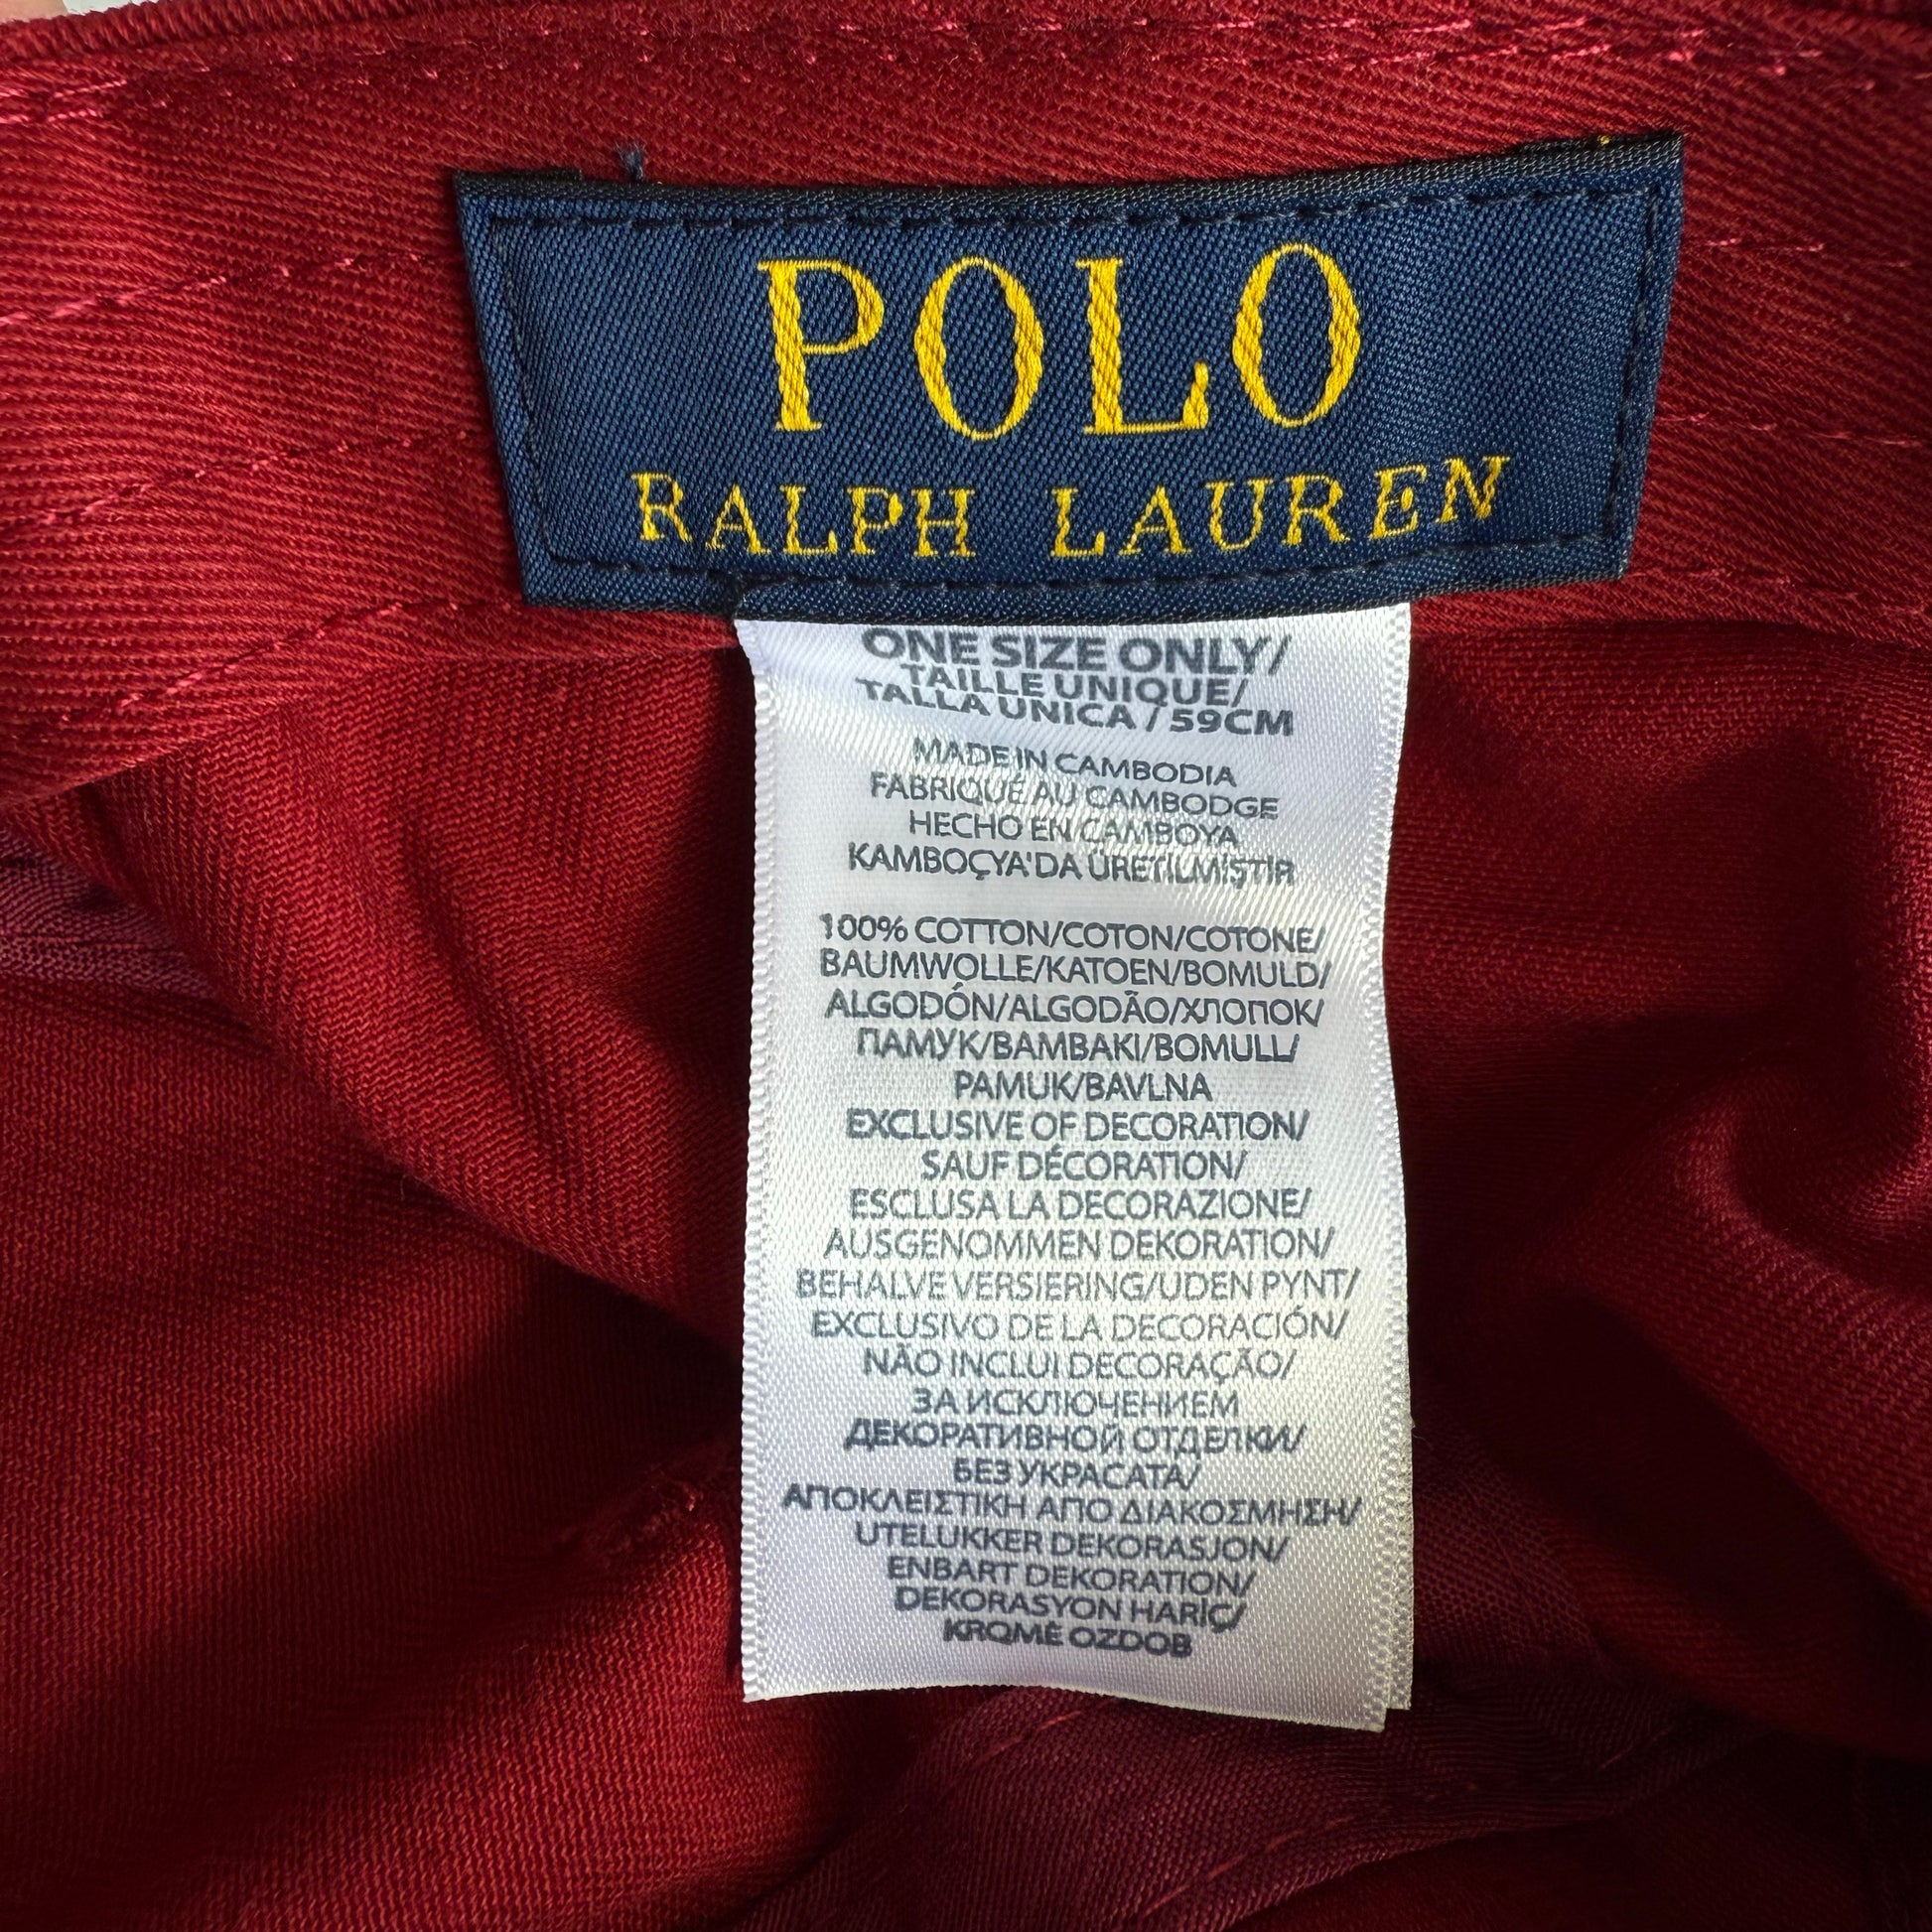 POLO
RALPH LAUREN
ONE SIZE ONLY/
TAILLE UNIQUE/
TALLA UNICA / 59CM
MADE IN CAMBODIA
FABRIQUÉ AU CAMBODGE
HECHO EN CAMBOYA
KAMBOÇYA'DA ÜRETILMIŞTIR
100% COTTON/COTON/COTONE/
BAUMWOLLE/KATOEN/BOMULD/
ALGODÓN/ALGODÃO/ХЛОПОК/
ПАМУК/BAMBAKI/BOMULL/
PAMUK/BAVLNA
EXCLUSIVE OF DECORATION/
SAUF DÉCORATION/
ESCLUSA LA DECORAZIONE/
AUSGENOMMEN DEKORATION/
BEHALVE VERSIERING/UDEN PYNT/
EXCLUSIVO DE LA DECORACIÓN/
NÃO INCLUI DECORAÇÃO/
ЗА ИСКЛЮЧЕНИЕМ
ДЕКОРАТИВНОЙ ОТДЕЛКИ/
БЕЗ УКРАСАТА/
ΑΠΟΚΛΕΙΣΤΙΚΗ ΑΠΟ ΔΙΑΚΟΣΜΗΣΗ/
UTELUKKER DEKORASJON/
ENBART DEKORATION/
DEKORASYON HARİÇ/
KROMĚ OZDOB